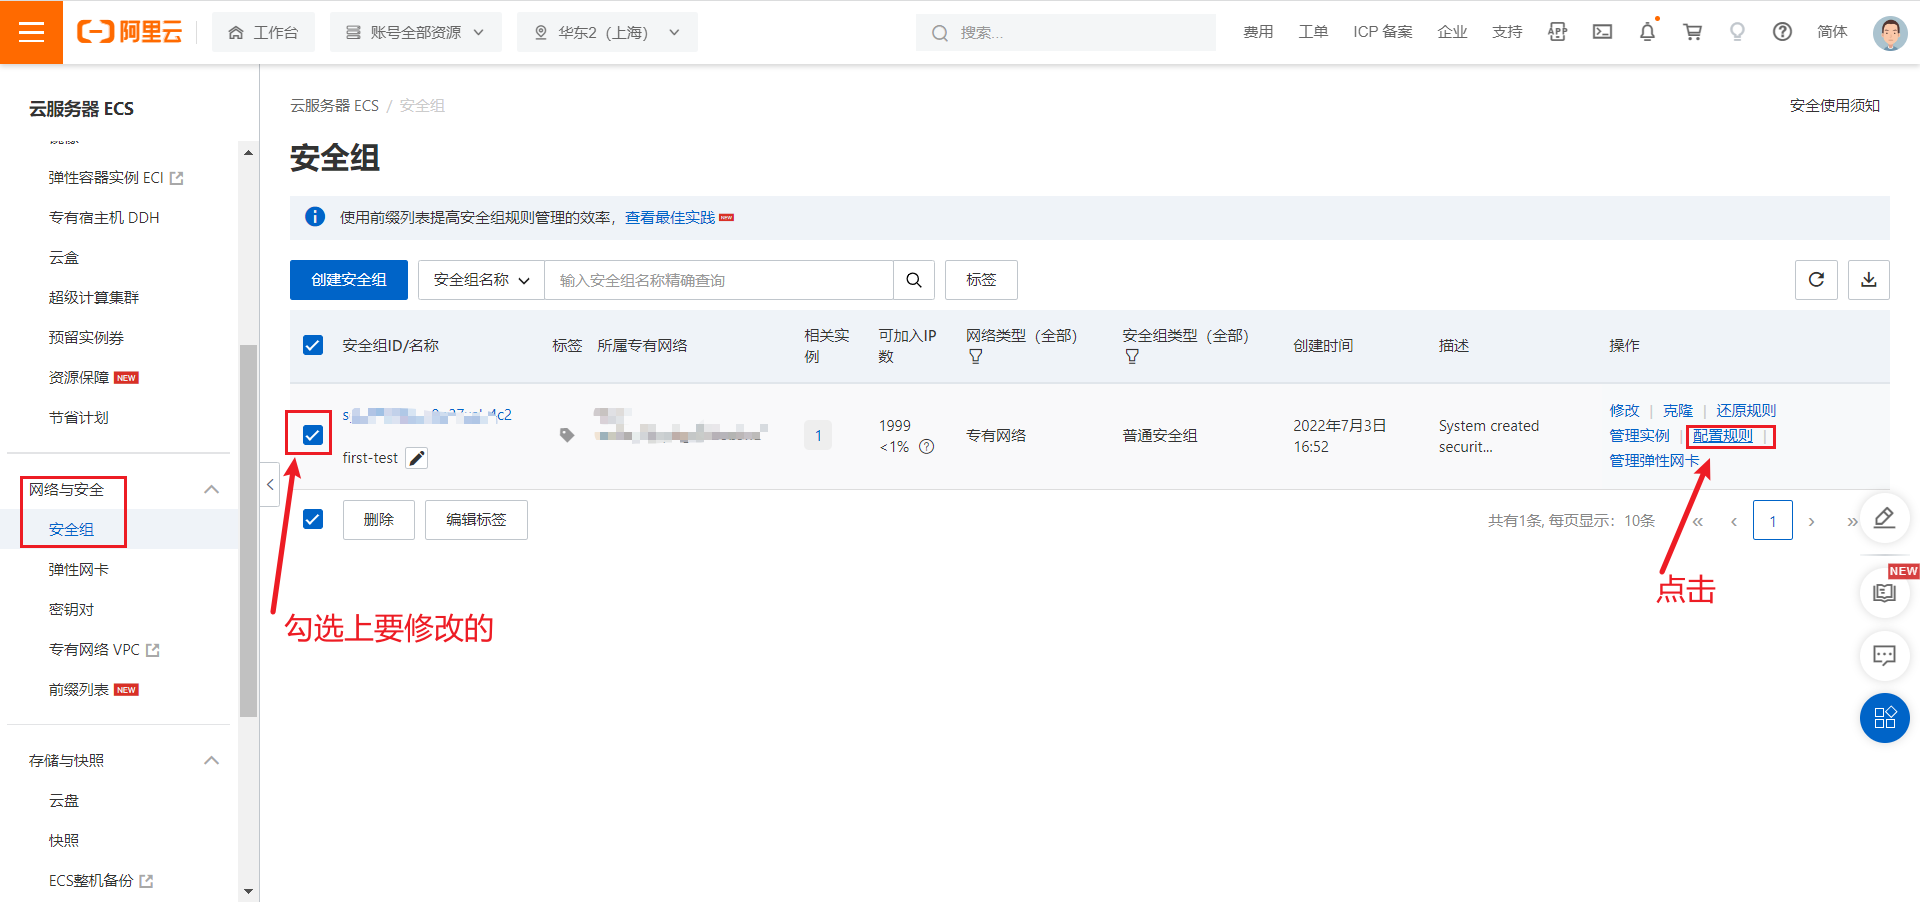 阿里云
工作台
账号全部资源
华东2（上海）
搜索...
费用
工单
ICP 备案
企业
支持
APP
简体
云服务器 ECS
弹性容器实例 ECI
专有宿主机 DDH
云盒
超级计算集群
预留实例券
资源保障 NEW
节省计划
网络与安全
安全组
弹性网卡
密钥对
专有网络 VPC
前缀列表 NEW
存储与快照
云盘
快照
ECS整机备份
云服务器 ECS / 安全组
安全使用须知
安全组
使用前缀列表提高安全组规则管理的效率，查看最佳实践 NEW
创建安全组
安全组名称
输入安全组名称精确查询
标签
安全组ID/名称
标签
所属专有网络
相关实
例
可加入IP
数
网络类型（全部）
安全组类型（全部）
创建时间
描述
操作
first-test
1
1999
<1%
专有网络
普通安全组
2022年7月3日
16:52
System created
securit...
修改 | 克隆 | 还原规则
管理实例 | 配置规则 |
管理弹性网卡
删除
编辑标签
共有1条, 每页显示：10条
« ‹ 1 › »
NEW
勾选上要修改的
点击